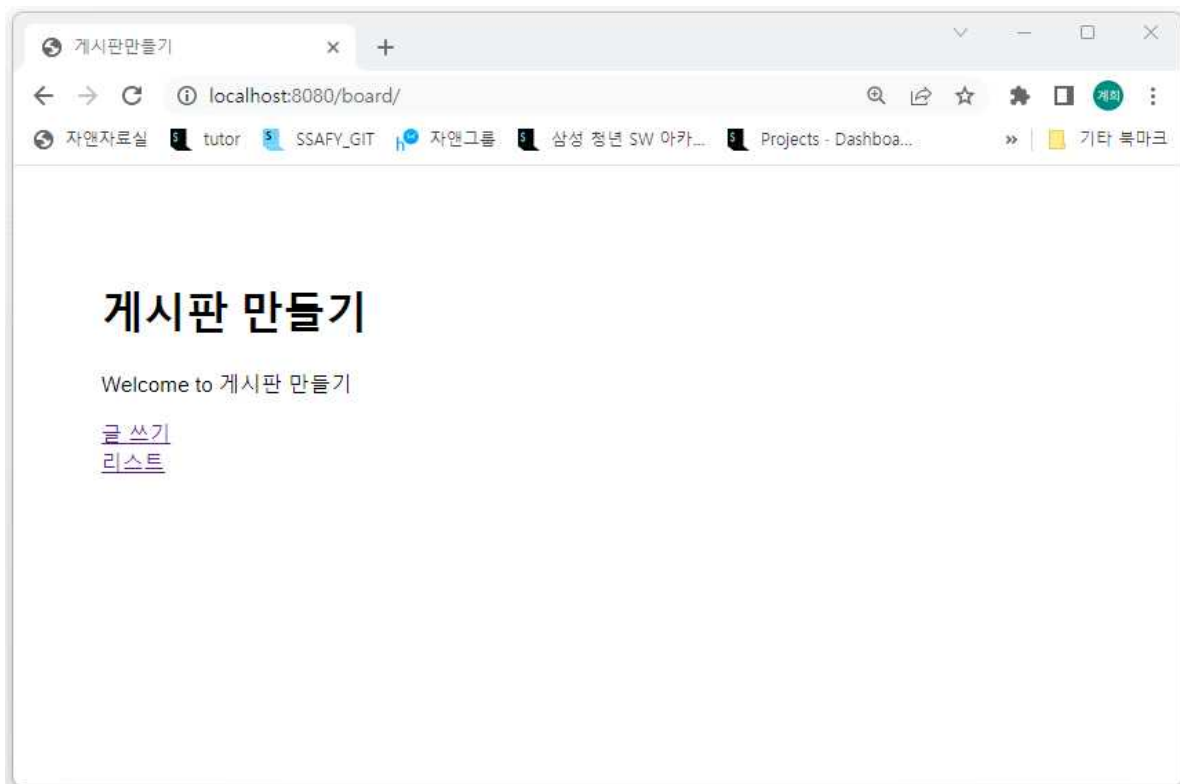 게시판만들기
localhost:8080/board/
계희
자앤자료실 tutor SSAFY_GIT 자앤그룹 삼성 청년 SW 아카... Projects - Dashboa... » 기타 북마크
게시판 만들기
Welcome to 게시판 만들기
글 쓰기
리스트